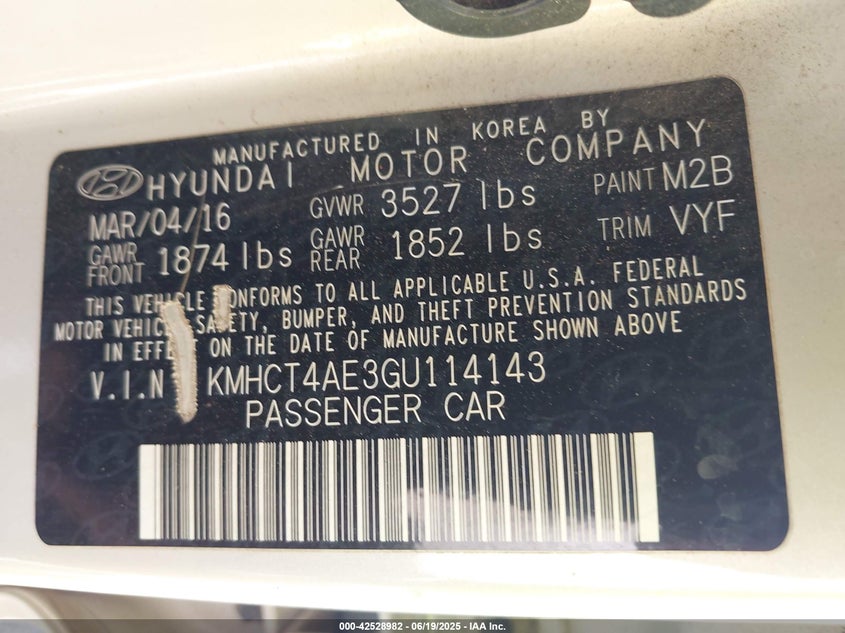 MANUFACTURED IN KOREA BY
HYUNDAI MOTOR COMPANY
MAR/04/16 GVWR 3527 lbs PAINT M2B
GAWR FRONT 1874 lbs GAWR REAR 1852 lbs TRIM VYF
THIS VEHICLE CONFORMS TO ALL APPLICABLE U.S.A. FEDERAL
MOTOR VEHICLE SAFETY, BUMPER, AND THEFT PREVENTION STANDARDS
IN EFFECT ON THE DATE OF MANUFACTURE SHOWN ABOVE
V.I.N KMHCT4AE3GU114143
PASSENGER CAR
000-42528982 - 06/19/2025 - IAA Inc.